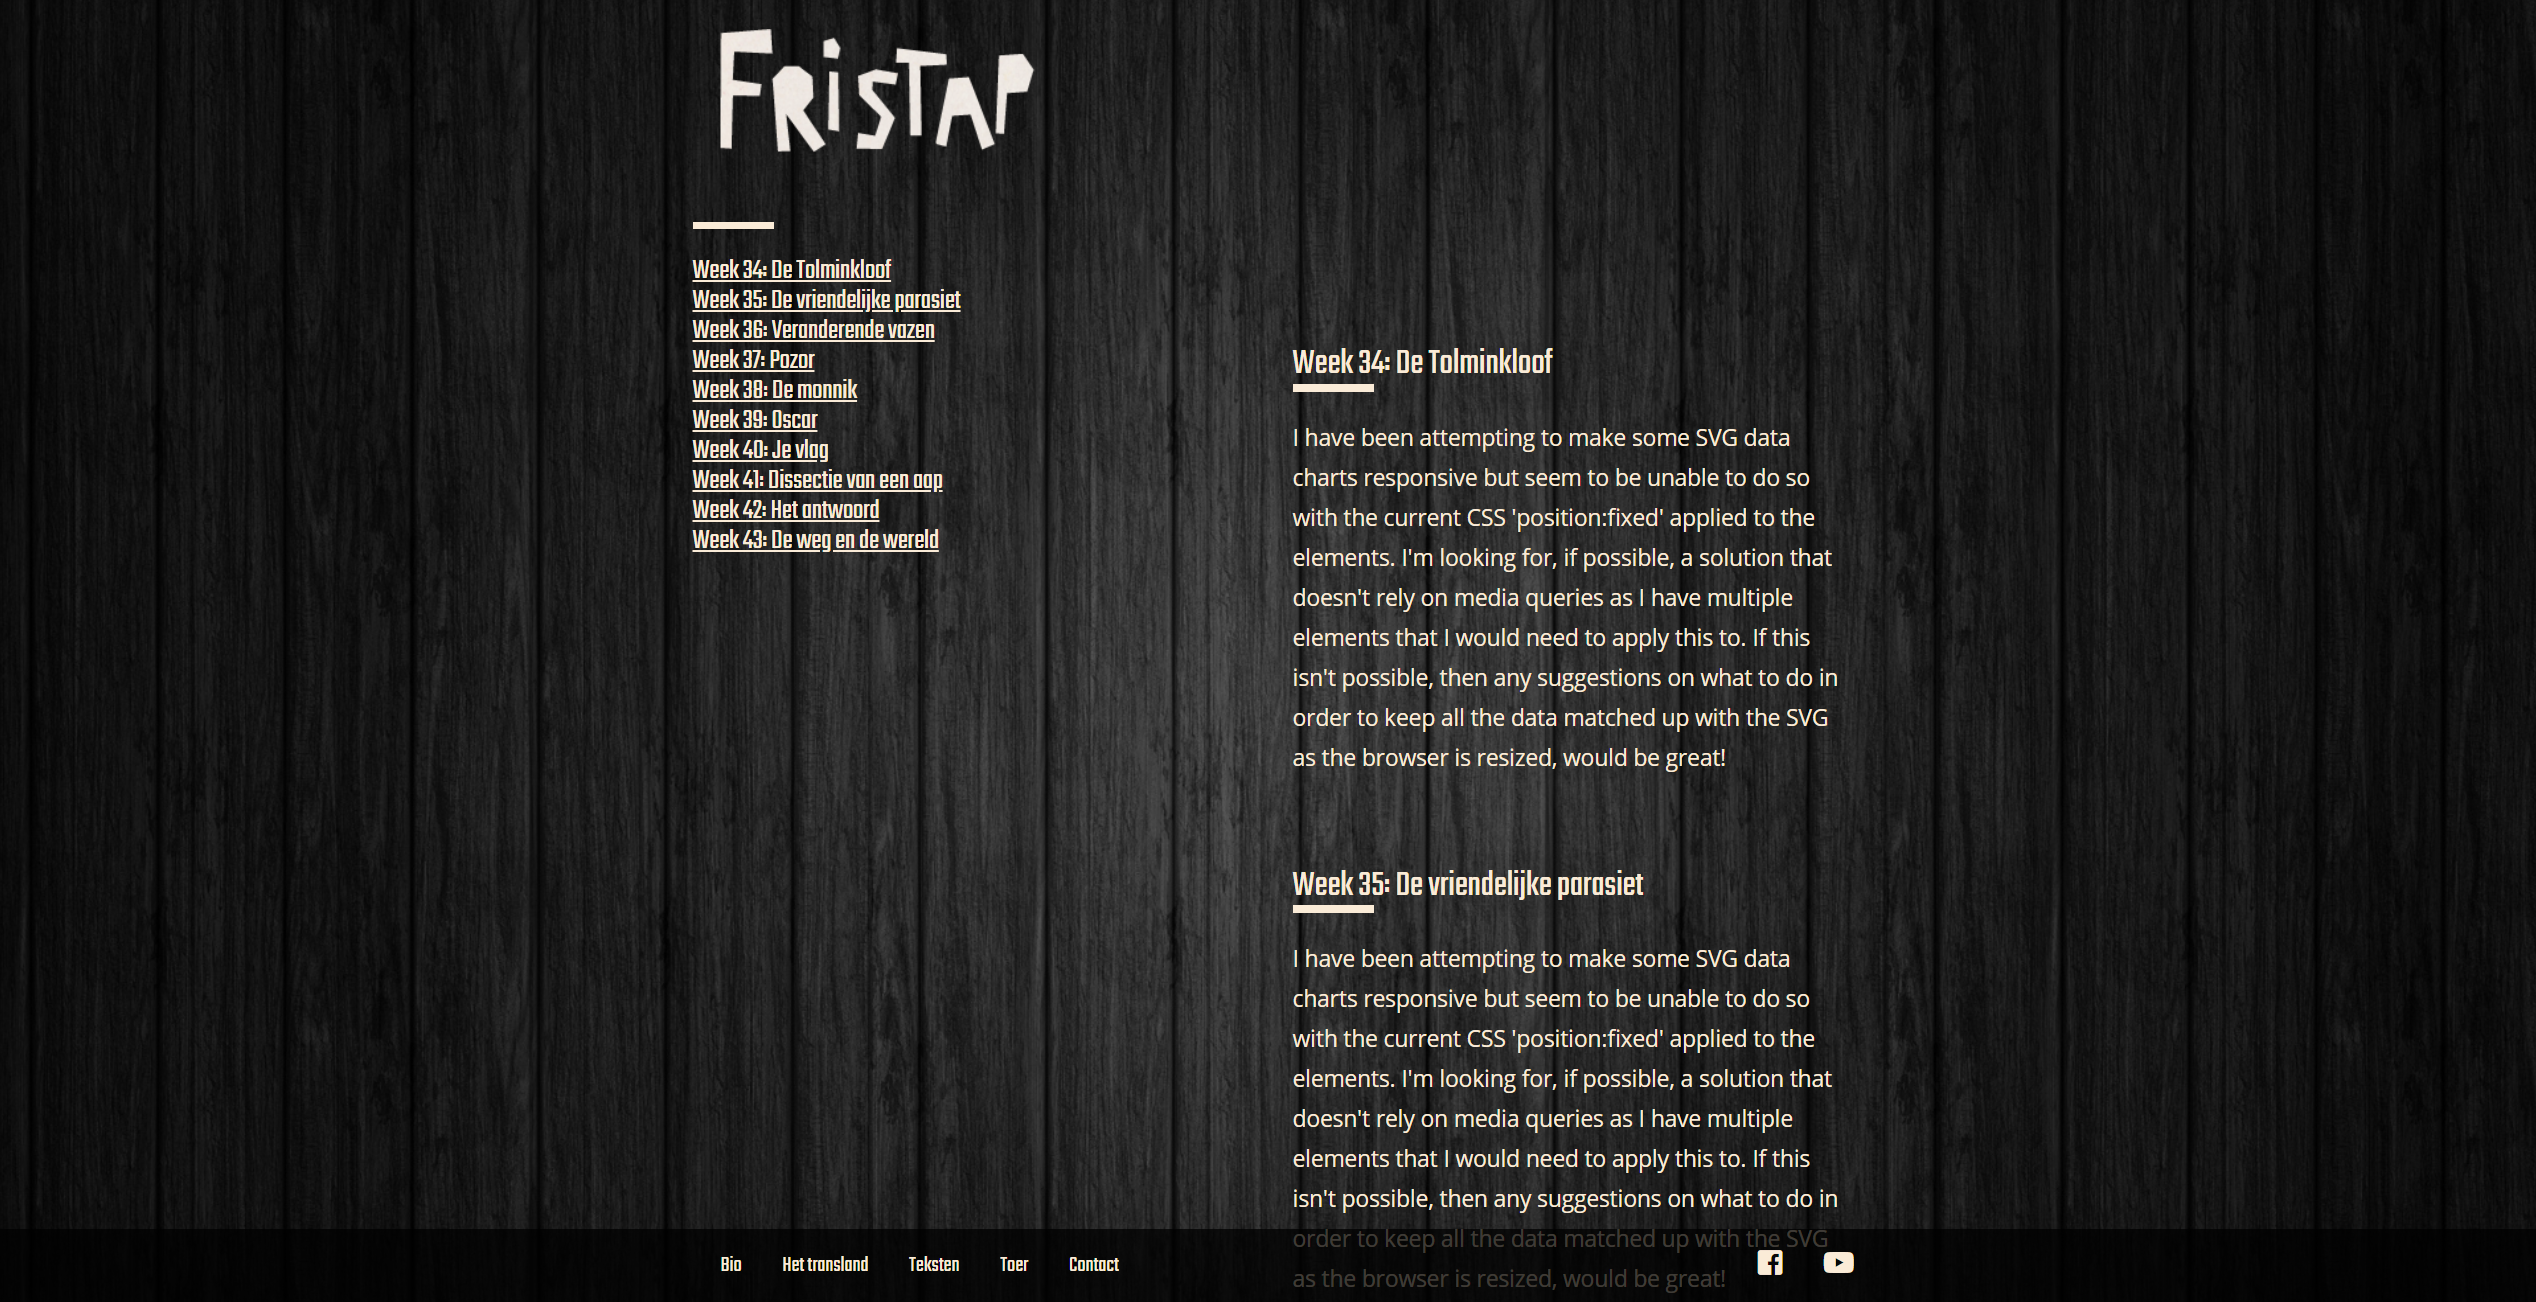 FRiSTAP
Week 34: De Tolminkloof
Week 35: De vriendelijke parasiet
Week 36: Veranderende vazen
Week 37: Pozor
Week 38: De monnik
Week 39: Oscar
Week 40: Je vlag
Week 41: Dissectie van een aap
Week 42: Het antwoord
Week 43: De weg en de wereld
Week 34: De Tolminkloof
I have been attempting to make some SVG data
charts responsive but seem to be unable to do so
with the current CSS 'position:fixed' applied to the
elements. I'm looking for, if possible, a solution that
doesn't rely on media queries as I have multiple
elements that I would need to apply this to. If this
isn't possible, then any suggestions on what to do in
order to keep all the data matched up with the SVG
as the browser is resized, would be great!
Week 35: De vriendelijke parasiet
I have been attempting to make some SVG data
charts responsive but seem to be unable to do so
with the current CSS 'position:fixed' applied to the
elements. I'm looking for, if possible, a solution that
doesn't rely on media queries as I have multiple
elements that I would need to apply this to. If this
isn't possible, then any suggestions on what to do in
order to keep all the data matched up with the SVG
as the browser is resized, would be great!
Bio Het transland Teksten Toer Contact